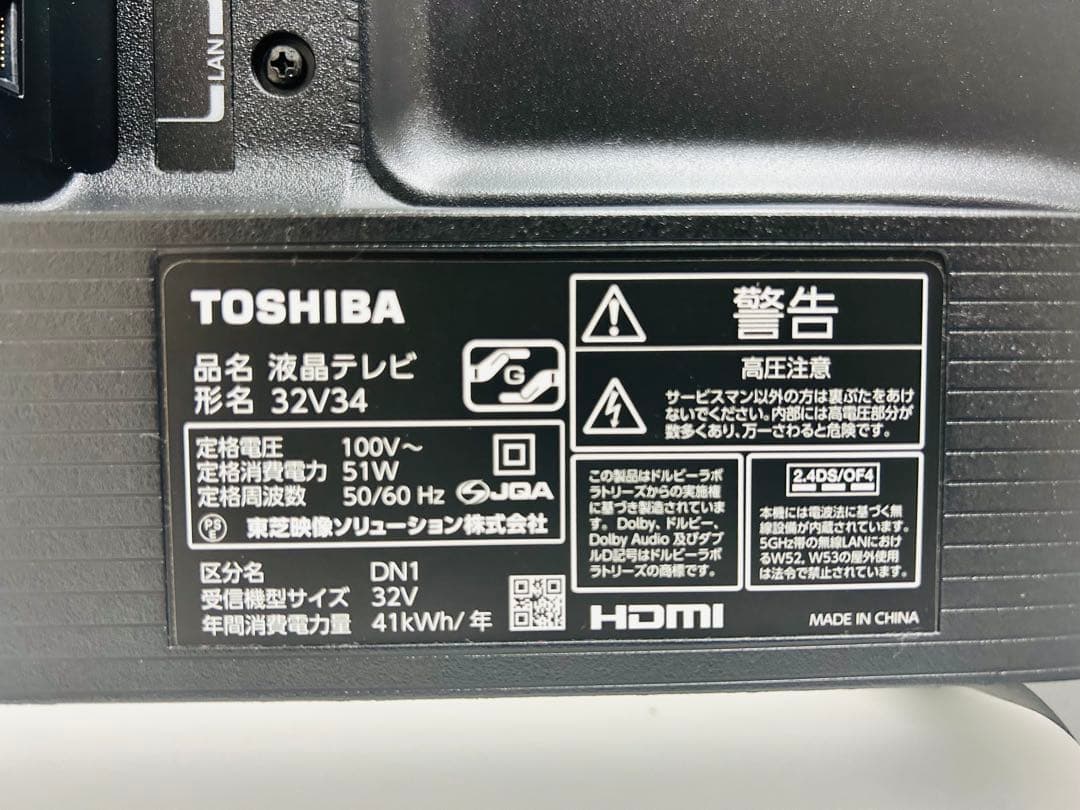 LAN
TOSHIBA
品名 液晶テレビ
形名 32V34
G
定格電圧 100V～
定格消費電力 51W
定格周波数 50/60 Hz
JQA
PS
E
東芝映像ソリューション株式会社
区分名 DN1
受信機型サイズ 32V
年間消費電力量 41kWh/年
警告
高圧注意
サービスマン以外の方は裏ぶたをあけ
ないでください。内部には高電圧部分が
数多くあり、万一さわると危険です。
この製品はドルビーラボ
ラトリーズからの実施権
に基づき製造されていま
す。Dolby、ドルビー、
Dolby Audio 及びダブ
ルD記号はドルビーラボ
ラトリーズの商標です。
2.4DS/OF4
本機には電波法に基づく無
線設備が内蔵されています。
5GHz帯の無線LANにおけ
るW52、W53の屋外使用
は法令で禁止されています。
HDMI
MADE IN CHINA